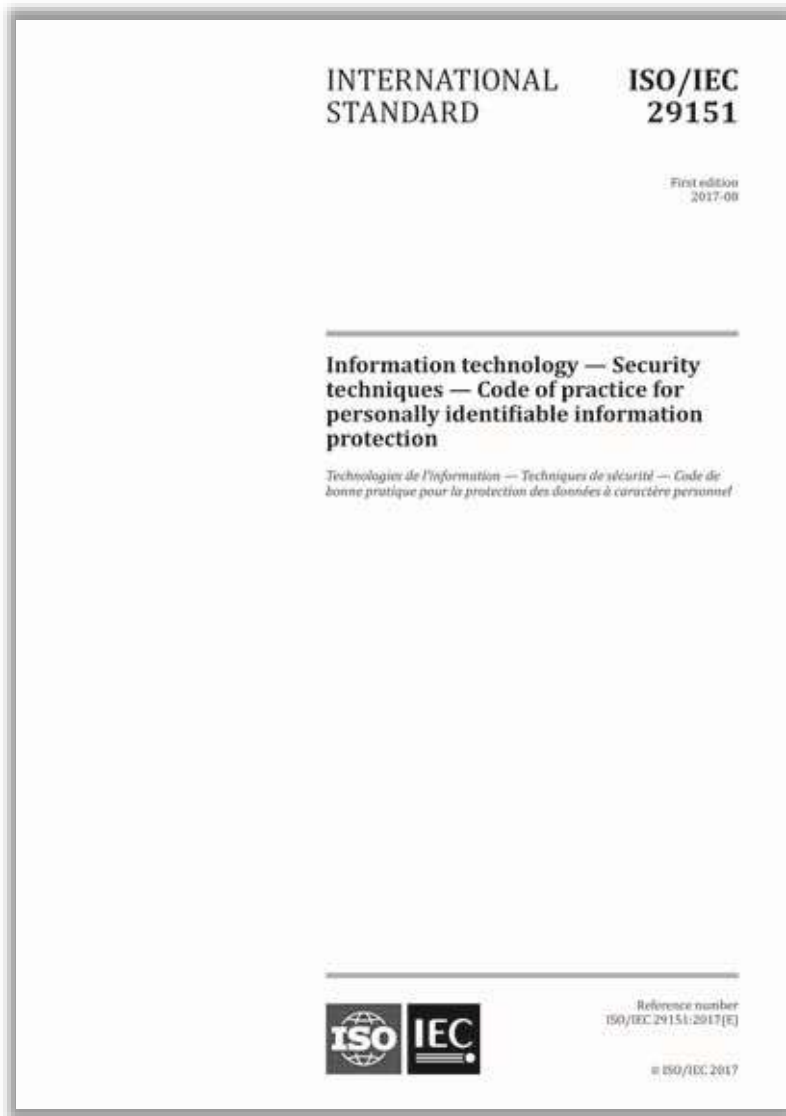 INTERNATIONAL
STANDARD
ISO/IEC
29151
First edition
2017-08
Information technology — Security
techniques — Code of practice for
personally identifiable information
protection
Technologies de l'information — Techniques de sécurité — Code de
bonne pratique pour la protection des données à caractère personnel
ISO IEC
Reference number
ISO/IEC 29151:2017(E)
© ISO/IEC 2017